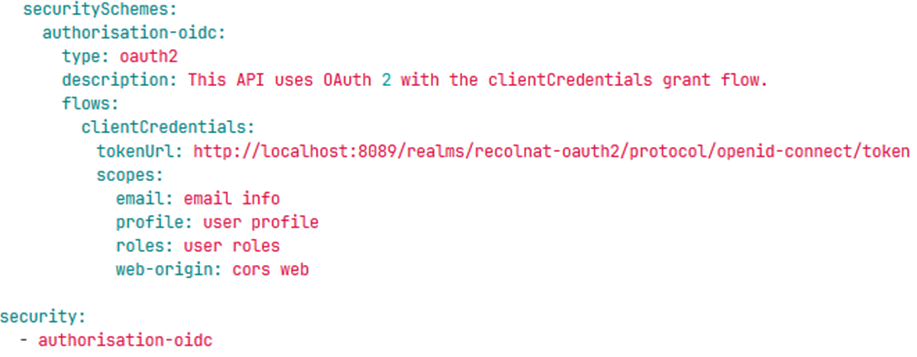 securitySchemes:
authorisation-oidc:
type: oauth2
description: This API uses OAuth 2 with the clientCredentials grant flow.
flows:
clientCredentials:
tokenUrl: http://localhost:8089/realms/recolnat-oauth2/protocol/openid-connect/token
scopes:
email: email info
profile: user profile
roles: user roles
web-origin: cors web
security:
- authorisation-oidc